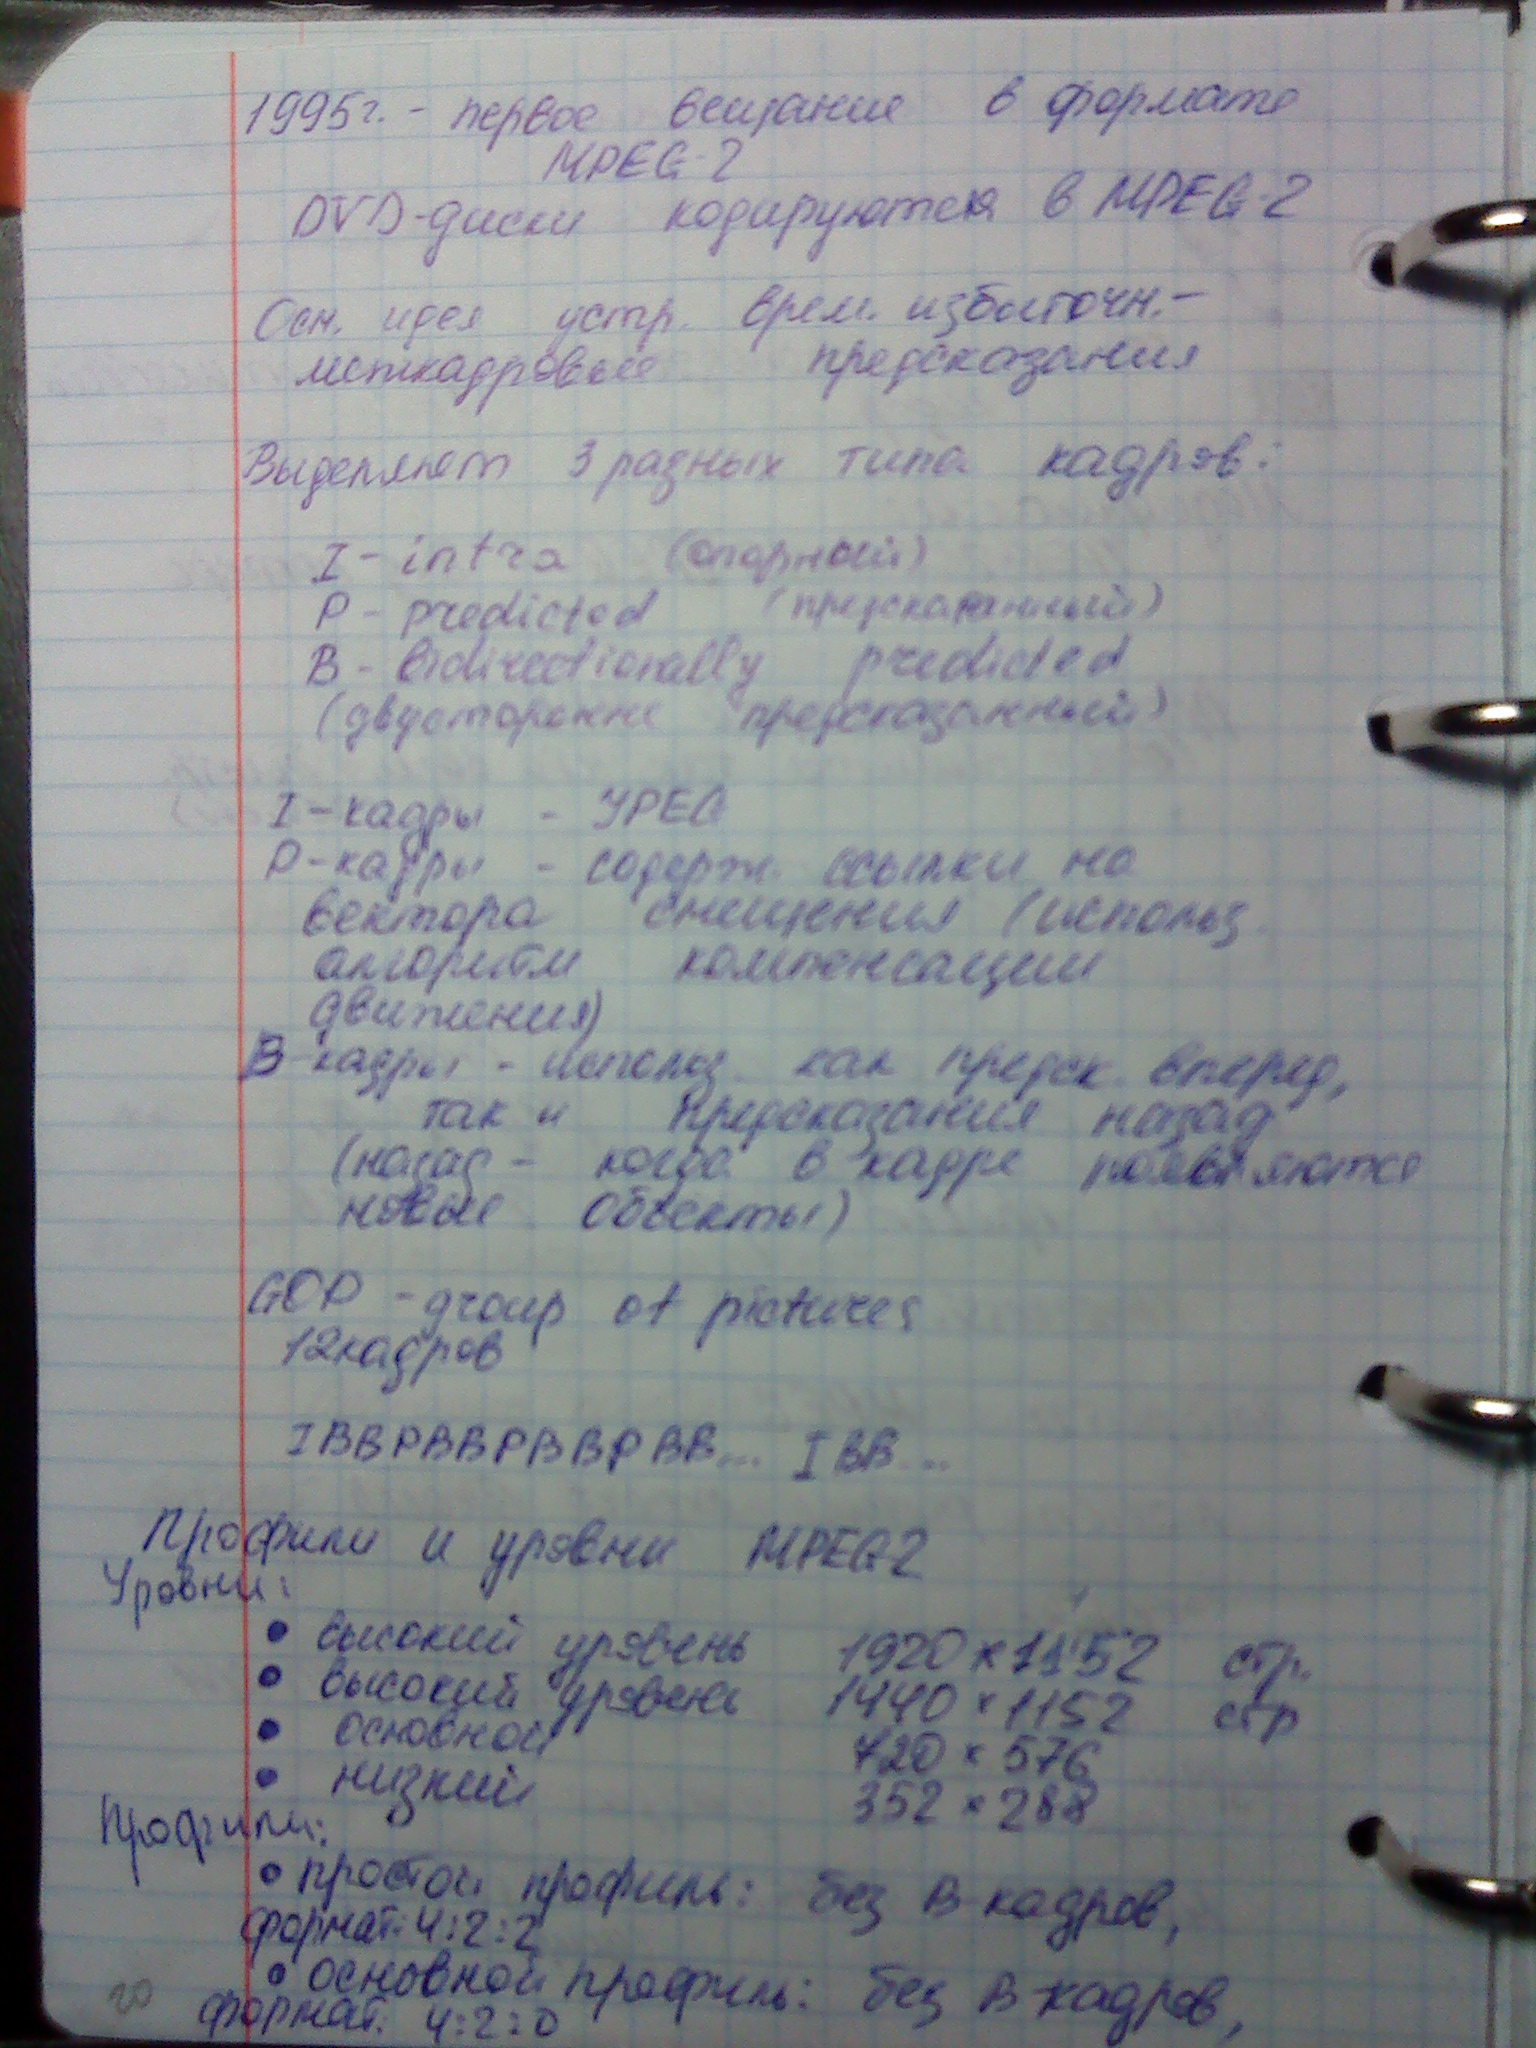 1995г. - первое вещание в формате
MPEG-2
DVD-диски кодируются в MPEG-2
Осн. идея устр. врем. избыточн. -
межкадровые предсказания
Выделяют 3 разных типа кадров:
I - intra (опорный)
P - predicted (предсказанный)
B - bidirectionally predicted
(двусторонне предсказанный)
I-кадры - JPEG
P-кадры - содерж. ссылки на
вектора смещения (использ.
алгоритм компенсации
движения)
B-кадры - использ. как предск. вперед,
так и предсказания назад
(назад - когда в кадре появляются
новые объекты)
GOP - group of pictures
12 кадров
IBBPBBPBBPBB... IBB...
Профили и уровни MPEG-2
Уровни:
• высокий уровень 1920 × 1152 стр.
• высокий уровень 1440 × 1152 стр
• основной 720 × 576
• низкий 352 × 288
Профили:
• простой профиль: без B-кадров,
формат: 4:2:2
• основной профиль: без B-кадров,
формат: 4:2:0
20